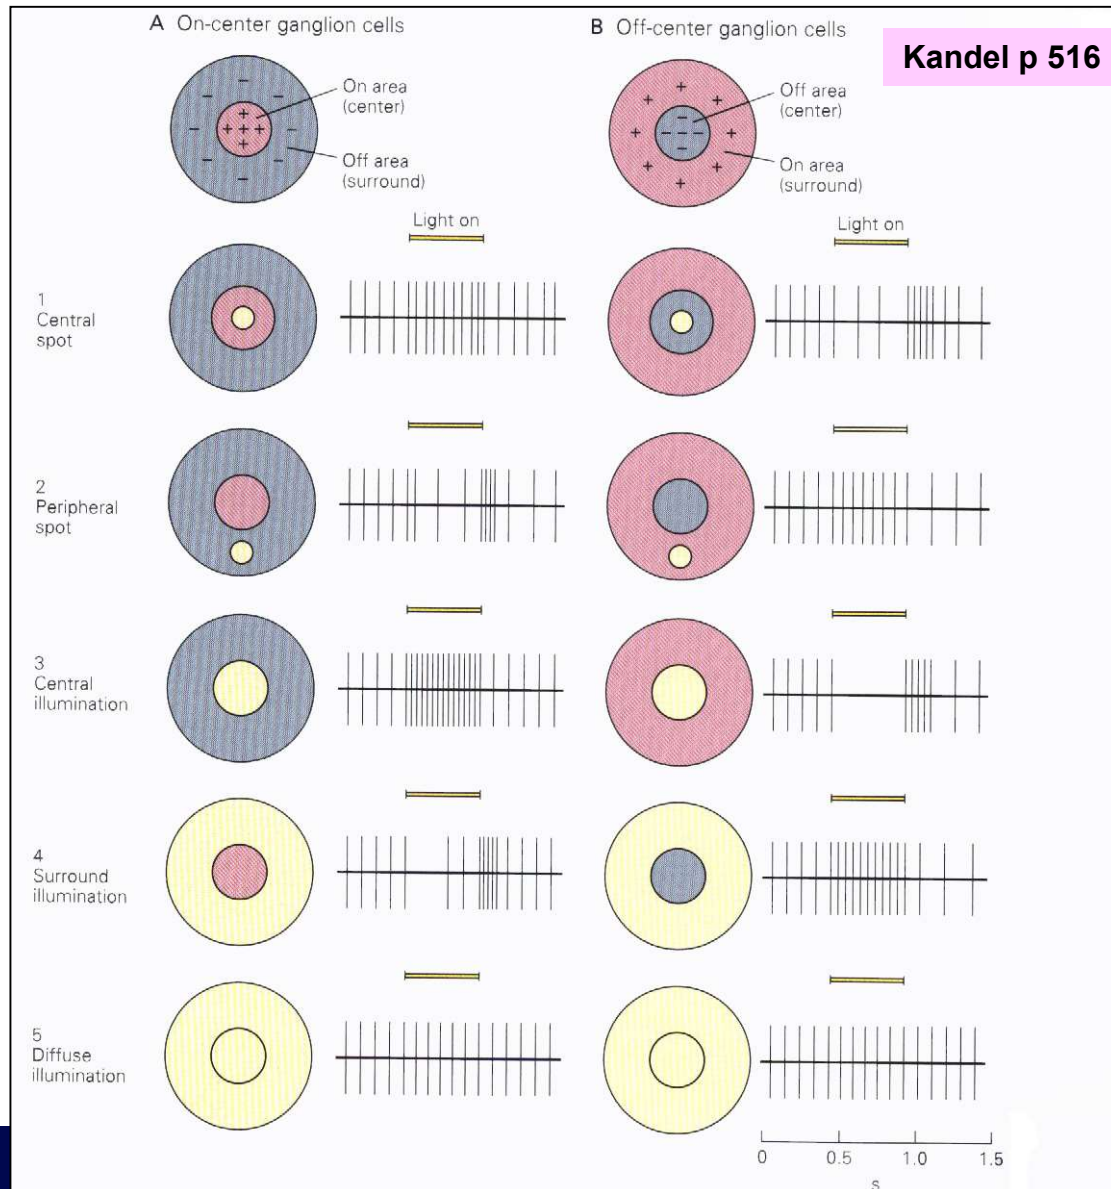 A On-center ganglion cells
B Off-center ganglion cells
Kandel p 516
On area
(center)
Off area
(surround)
Off area
(center)
On area
(surround)
Light on
Light on
1
Central
spot
2
Peripheral
spot
3
Central
illumination
4
Surround
illumination
5
Diffuse
illumination
0 0.5 1.0 1.5
s